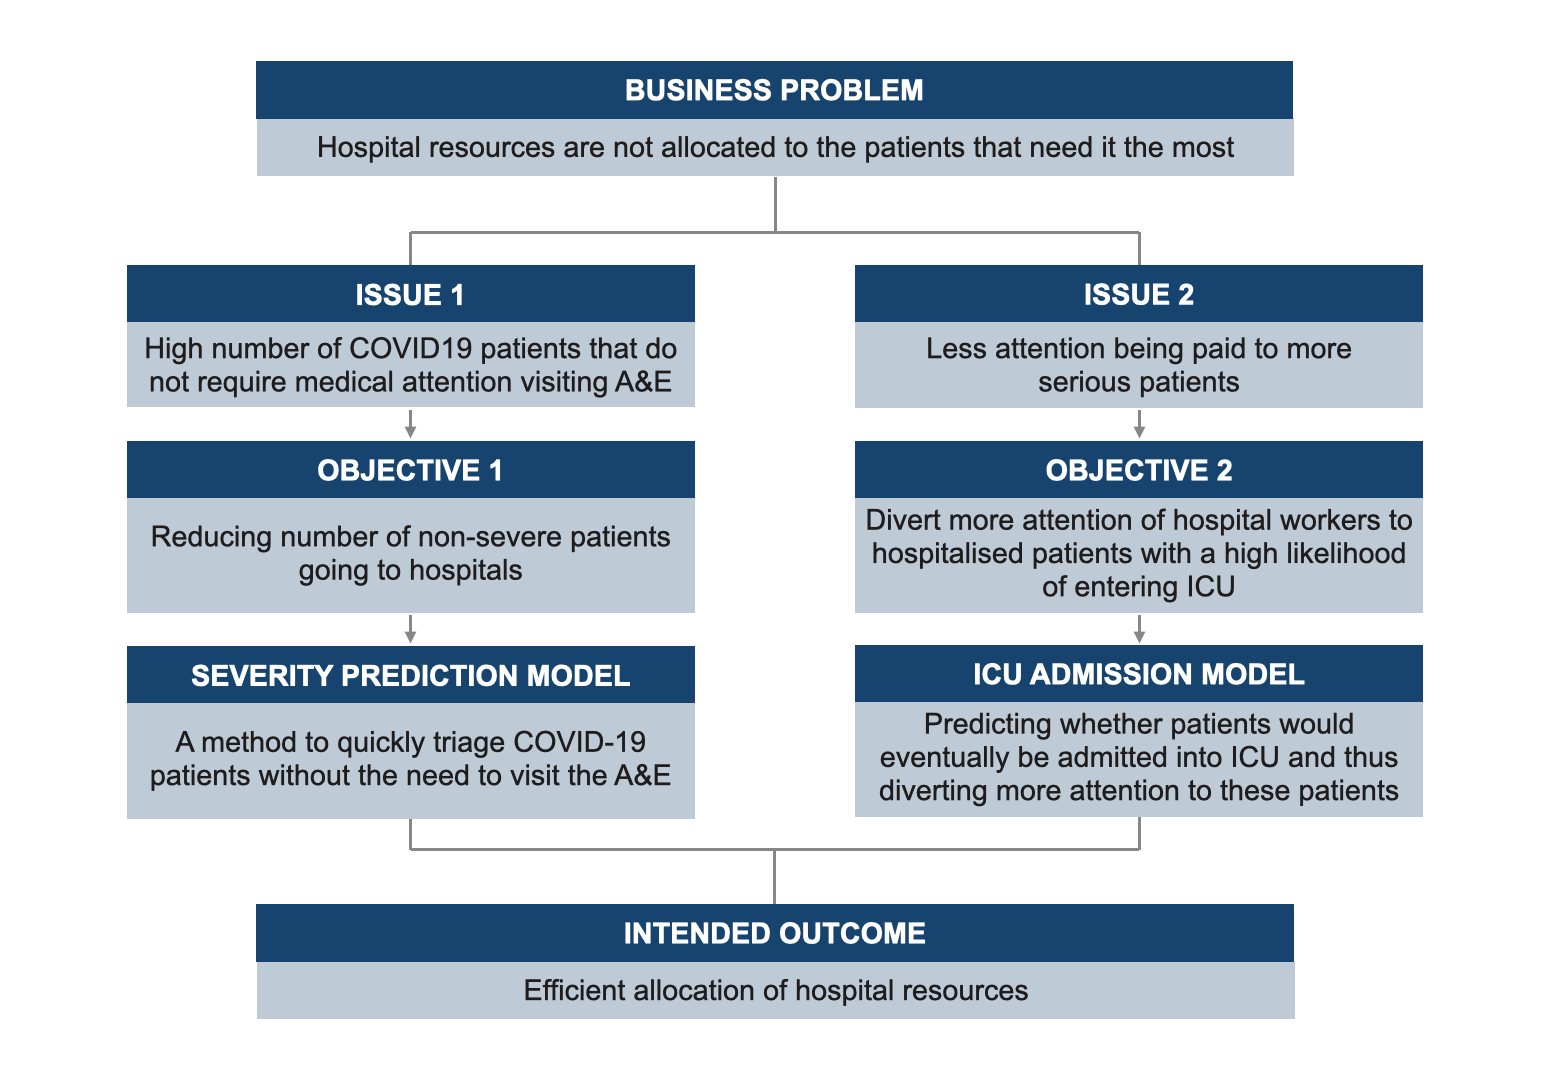 BUSINESS PROBLEM
Hospital resources are not allocated to the patients that need it the most
ISSUE 1
High number of COVID19 patients that do
not require medical attention visiting A&E
OBJECTIVE 1
Reducing number of non-severe patients
going to hospitals
SEVERITY PREDICTION MODEL
A method to quickly triage COVID-19
patients without the need to visit the A&E
ISSUE 2
Less attention being paid to more
serious patients
OBJECTIVE 2
Divert more attention of hospital workers to
hospitalised patients with a high likelihood
of entering ICU
ICU ADMISSION MODEL
Predicting whether patients would
eventually be admitted into ICU and thus
diverting more attention to these patients
INTENDED OUTCOME
Efficient allocation of hospital resources